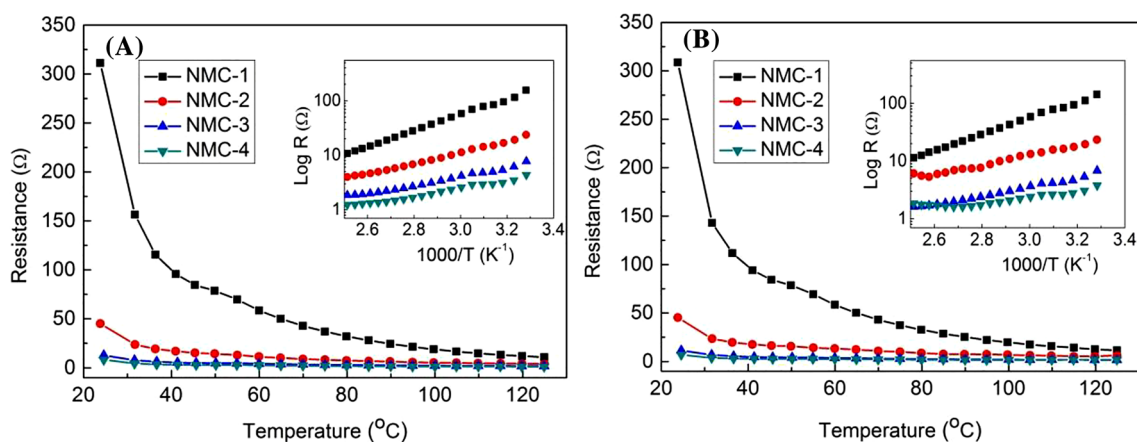 (A)
350
300
250
200
150
100
50
0
Resistance (Ω)
20 40 60 80 100 120
Temperature (°C)
NMC-1
NMC-2
NMC-3
NMC-4
Log R (Ω)
100
10
1
2.6 2.8 3.0 3.2 3.4
1000/T (K⁻¹)
(B)
350
300
250
200
150
100
50
0
Resistance (Ω)
20 40 60 80 100 120
Temperature (°C)
NMC-1
NMC-2
NMC-3
NMC-4
Log R (Ω)
100
10
1
2.6 2.8 3.0 3.2 3.4
1000/T (K⁻¹)